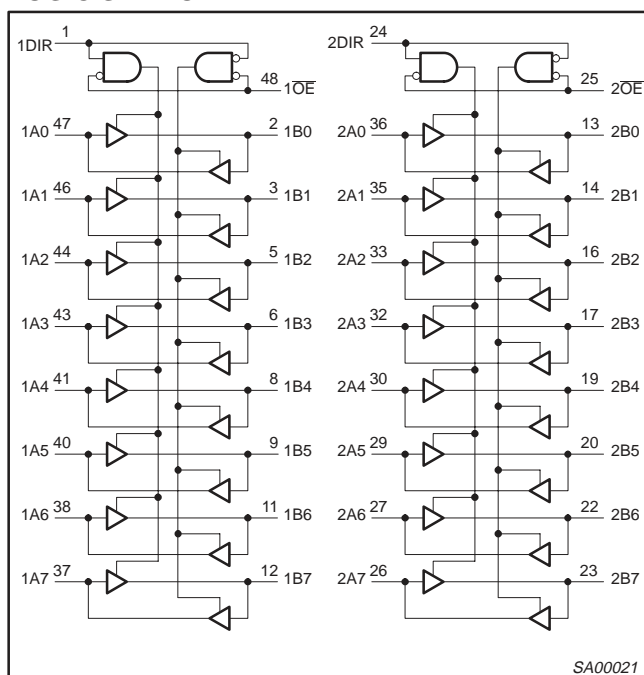 1DIR 1 2DIR 24
48 1OE 25 2OE
1A0 47 2 1B0 2A0 36 13 2B0
1A1 46 3 1B1 2A1 35 14 2B1
1A2 44 5 1B2 2A2 33 16 2B2
1A3 43 6 1B3 2A3 32 17 2B3
1A4 41 8 1B4 2A4 30 19 2B4
1A5 40 9 1B5 2A5 29 20 2B5
1A6 38 11 1B6 2A6 27 22 2B6
1A7 37 12 1B7 2A7 26 23 2B7
SA00021